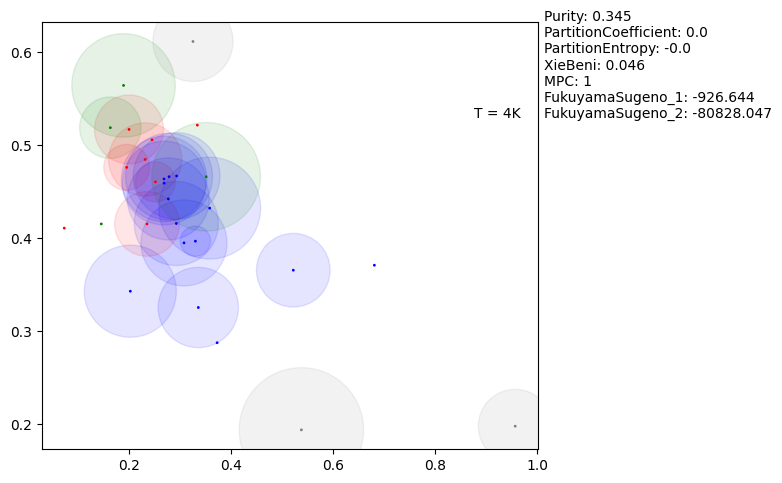 Purity: 0.345
PartitionCoefficient: 0.0
PartitionEntropy: -0.0
XieBeni: 0.046
MPC: 1
FukuyamaSugeno_1: -926.644
FukuyamaSugeno_2: -80828.047
T = 4K
0.6
0.5
0.4
0.3
0.2
0.2 0.4 0.6 0.8 1.0